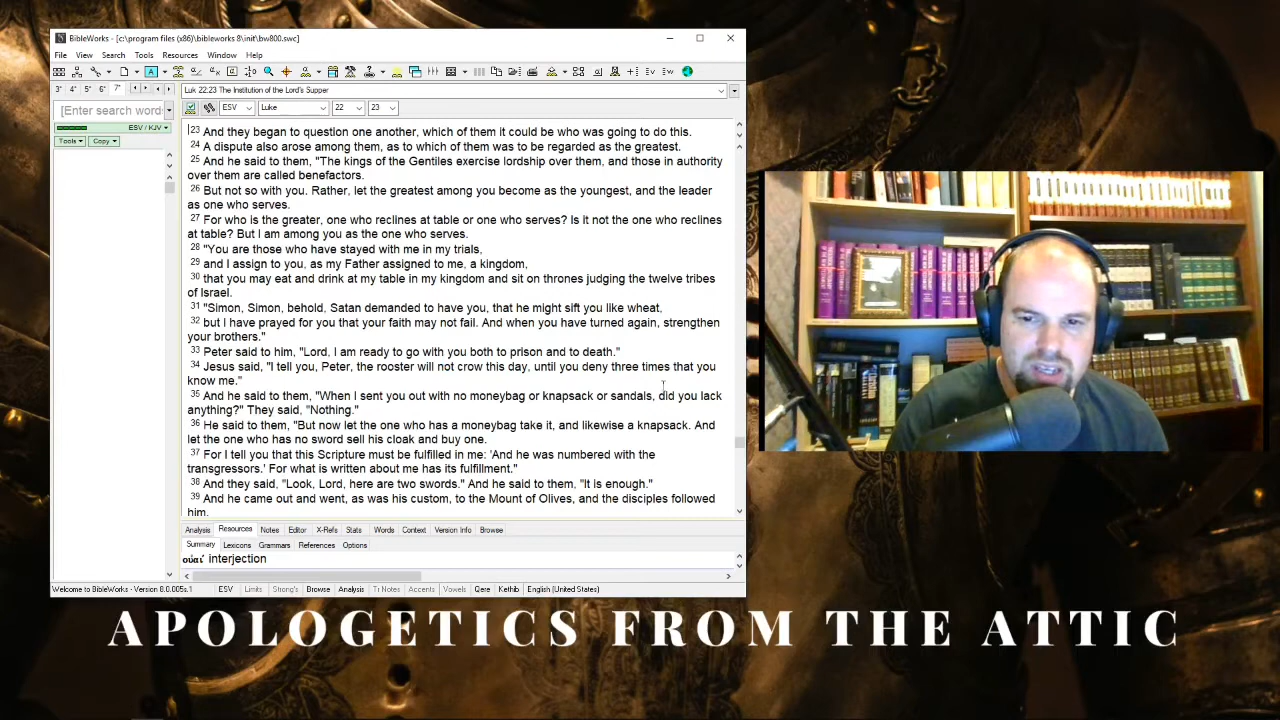 BibleWorks - [c:\program files (x86)\bibleworks 8\init\bw800.swc]
File View Search Tools Resources Window Help
3' 4' 5' 6' 7'
Luk 22:23 The Institution of the Lord's Supper
[Enter search word
ESV Luke 22 23
ESV / KJV
Tools Copy
23 And they began to question one another, which of them it could be who was going to do this.
24 A dispute also arose among them, as to which of them was to be regarded as the greatest.
25 And he said to them, "The kings of the Gentiles exercise lordship over them, and those in authority
over them are called benefactors.
26 But not so with you. Rather, let the greatest among you become as the youngest, and the leader
as one who serves.
27 For who is the greater, one who reclines at table or one who serves? Is it not the one who reclines
at table? But I am among you as the one who serves.
28 "You are those who have stayed with me in my trials,
29 and I assign to you, as my Father assigned to me, a kingdom,
30 that you may eat and drink at my table in my kingdom and sit on thrones judging the twelve tribes
of Israel.
31 "Simon, Simon, behold, Satan demanded to have you, that he might sift you like wheat,
32 but I have prayed for you that your faith may not fail. And when you have turned again, strengthen
your brothers."
33 Peter said to him, "Lord, I am ready to go with you both to prison and to death."
34 Jesus said, "I tell you, Peter, the rooster will not crow this day, until you deny three times that you
know me."
35 And he said to them, "When I sent you out with no moneybag or knapsack or sandals, did you lack
anything?" They said, "Nothing."
36 He said to them, "But now let the one who has a moneybag take it, and likewise a knapsack. And
let the one who has no sword sell his cloak and buy one.
37 For I tell you that this Scripture must be fulfilled in me: 'And he was numbered with the
transgressors.' For what is written about me has its fulfillment."
38 And they said, "Look, Lord, here are two swords." And he said to them, "It is enough."
39 And he came out and went, as was his custom, to the Mount of Olives, and the disciples followed
him.
Analysis Resources Notes Editor X-Refs Stats Words Context Version Info Browse
Summary Lexicons Grammars References Options
οὐαί interjection
Welcome to BibleWorks - Version 8.0.005s.1 ESV Limits Strong's Browse Analysis Tr Notes Accents Vowels Qere Kethib English (United States)
APOLOGETICS FROM THE ATTIC